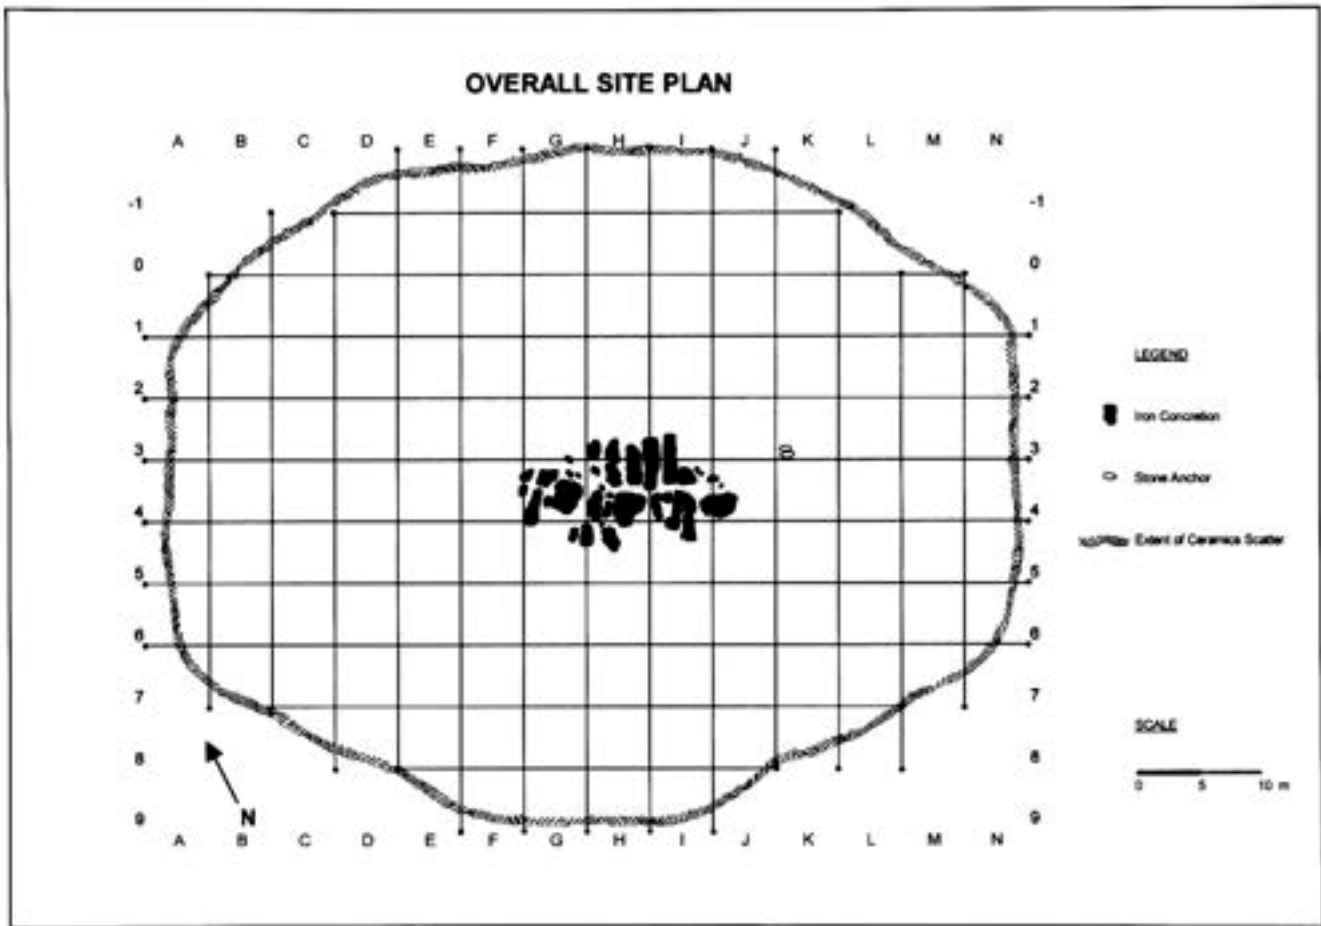 OVERALL SITE PLAN
A B C D E F G H I J K L M N
-1 -1
0 0
1 1
2 2
3 3
4 4
5 5
6 6
7 7
8 8
9 9
A B C D E F G H I J K L M N
N
LEGEND
Iron Concretion
Stone Anchor
Extent of Ceramics Scatter
SCALE
0 5 10 m